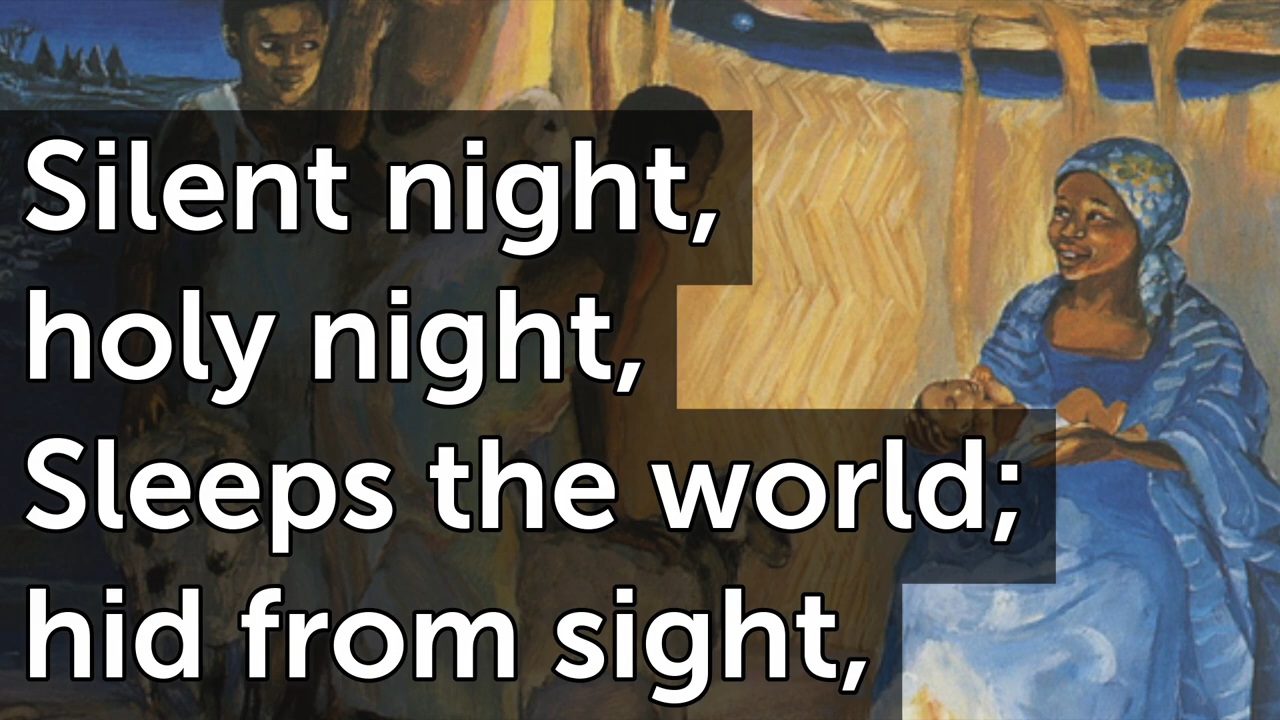 Silent night,
holy night,
Sleeps the world;
hid from sight,